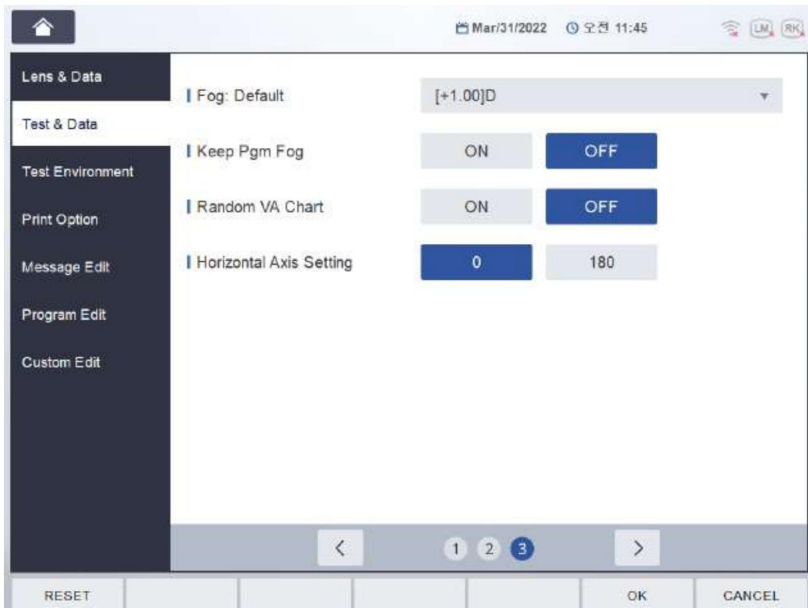 Mar/31/2022 오전 11:45 LM RK
Lens & Data
Test & Data
Test Environment
Print Option
Message Edit
Program Edit
Custom Edit
Fog: Default [+1.00]D
Keep Pgm Fog ON OFF
Random VA Chart ON OFF
Horizontal Axis Setting 0 180
< 1 2 3 >
RESET OK CANCEL